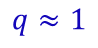 q ≈ 1